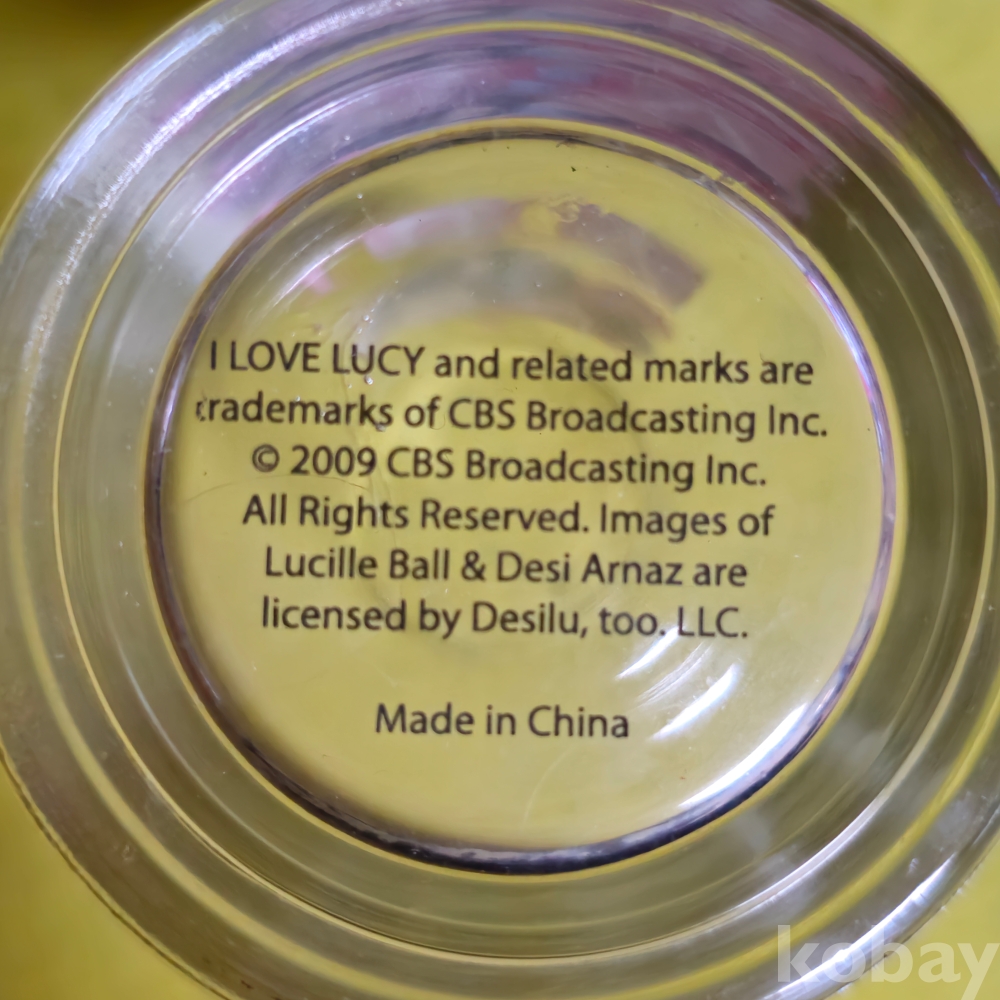 I LOVE LUCY and related marks are
trademarks of CBS Broadcasting Inc.
© 2009 CBS Broadcasting Inc.
All Rights Reserved. Images of
Lucille Ball & Desi Arnaz are
licensed by Desilu, too. LLC.
Made in China
kobay